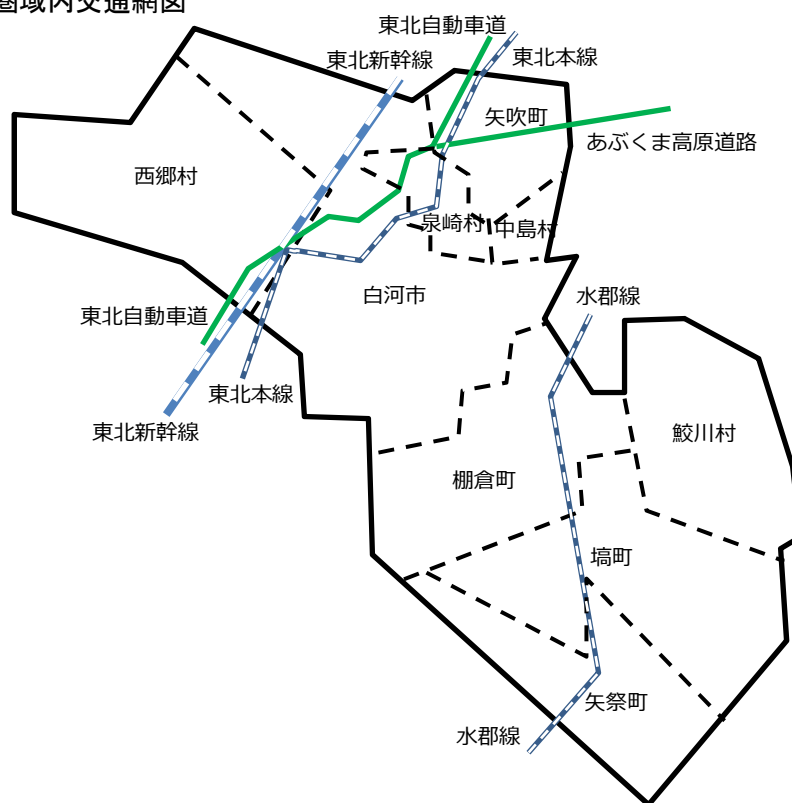 圏域内交通網図
東北自動車道
東北本線
東北新幹線
矢吹町
あぶくま高原道路
西郷村
泉崎村
中島村
白河市
水郡線
東北自動車道
東北本線
東北新幹線
鮫川村
棚倉町
塙町
矢祭町
水郡線